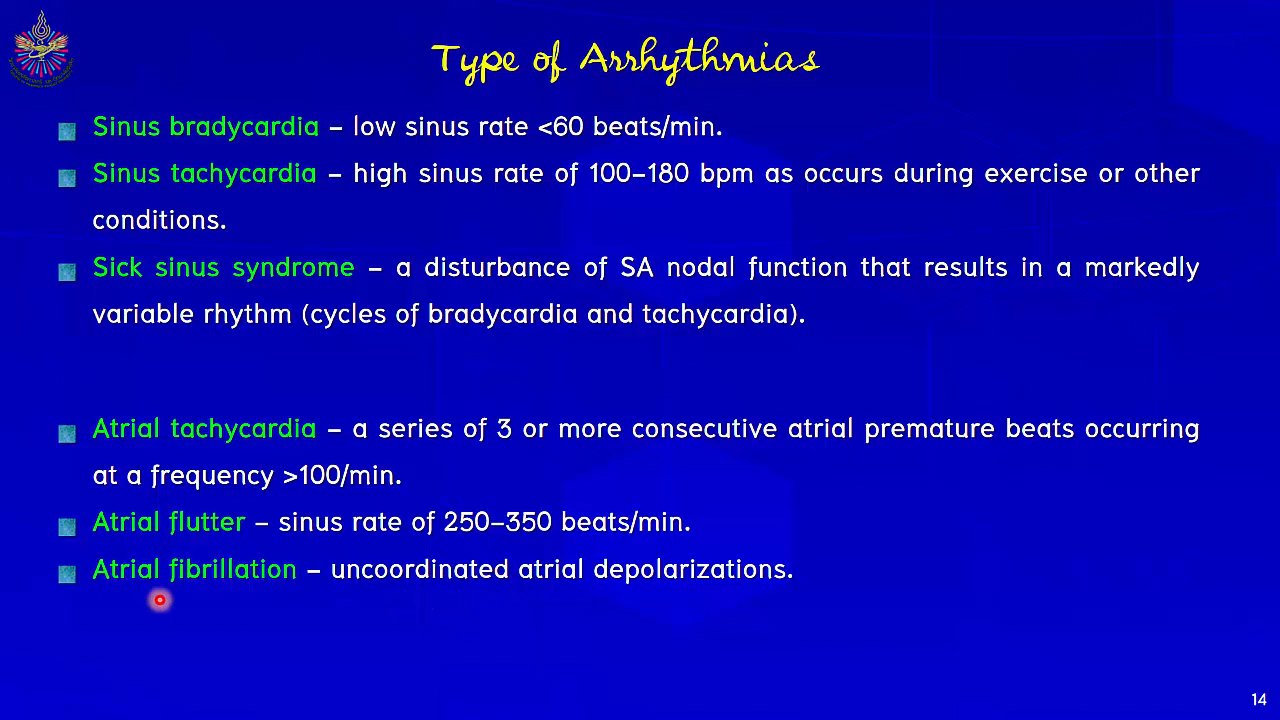 Type of Arrhythmias
Sinus bradycardia – low sinus rate <60 beats/min.
Sinus tachycardia – high sinus rate of 100–180 bpm as occurs during exercise or other
conditions.
Sick sinus syndrome – a disturbance of SA nodal function that results in a markedly
variable rhythm (cycles of bradycardia and tachycardia).
Atrial tachycardia – a series of 3 or more consecutive atrial premature beats occurring
at a frequency >100/min.
Atrial flutter – sinus rate of 250–350 beats/min.
Atrial fibrillation – uncoordinated atrial depolarizations.
14